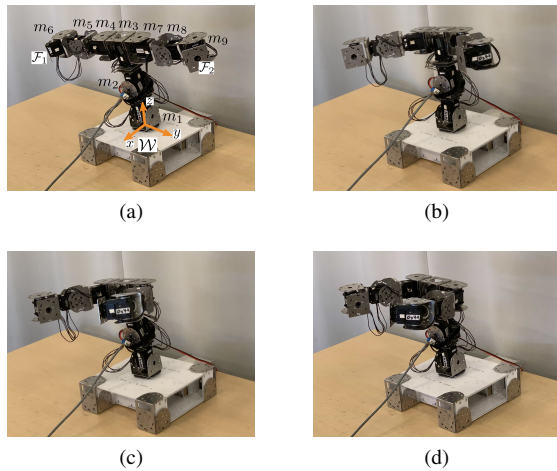 m₆ m₅ m₄ m₃ m₇ m₈ m₉
ℱ₁ ℱ₂
m₂
z
m₁
x 𝒲 y
(a)
(b)
(c)
(d)